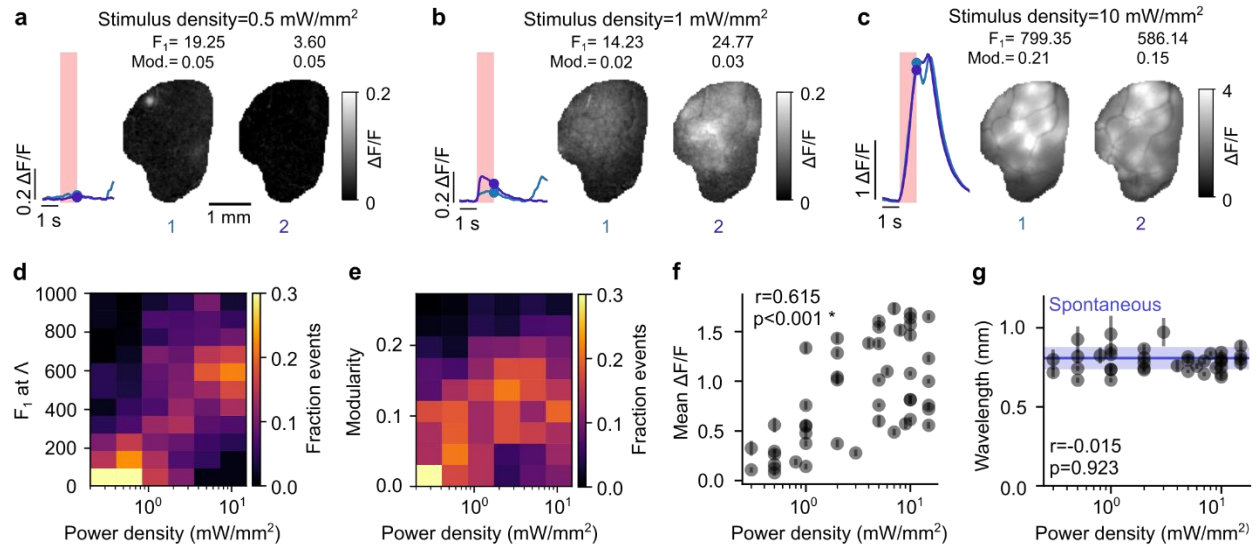 a
Stimulus density=0.5 mW/mm²
F₁= 19.25 3.60
Mod.= 0.05 0.05
0.2 ΔF/F
1 s
1 mm
1 2
0.2
ΔF/F
0
b
Stimulus density=1 mW/mm²
F₁= 14.23 24.77
Mod.= 0.02 0.03
0.2 ΔF/F
1 s
1 2
0.2
ΔF/F
0
c
Stimulus density=10 mW/mm²
F₁= 799.35 586.14
Mod.= 0.21 0.15
1 ΔF/F
1 s
1 2
4
ΔF/F
0
d
1000
800
600
400
200
0
F₁ at Λ
10⁰ 10¹
Power density (mW/mm²)
0.3
0.2
0.1
0.0
Fraction events
e
0.2
0.1
0.0
Modularity
10⁰ 10¹
Power density (mW/mm²)
0.3
0.2
0.1
0.0
Fraction events
f
r=0.615
p<0.001 *
1.5
1.0
0.5
0.0
Mean ΔF/F
10⁰ 10¹
Power density (mW/mm²)
g
Spontaneous
1.0
0.5
0.0
Wavelength (mm)
r=-0.015
p=0.923
10⁰ 10¹
Power density (mW/mm²)